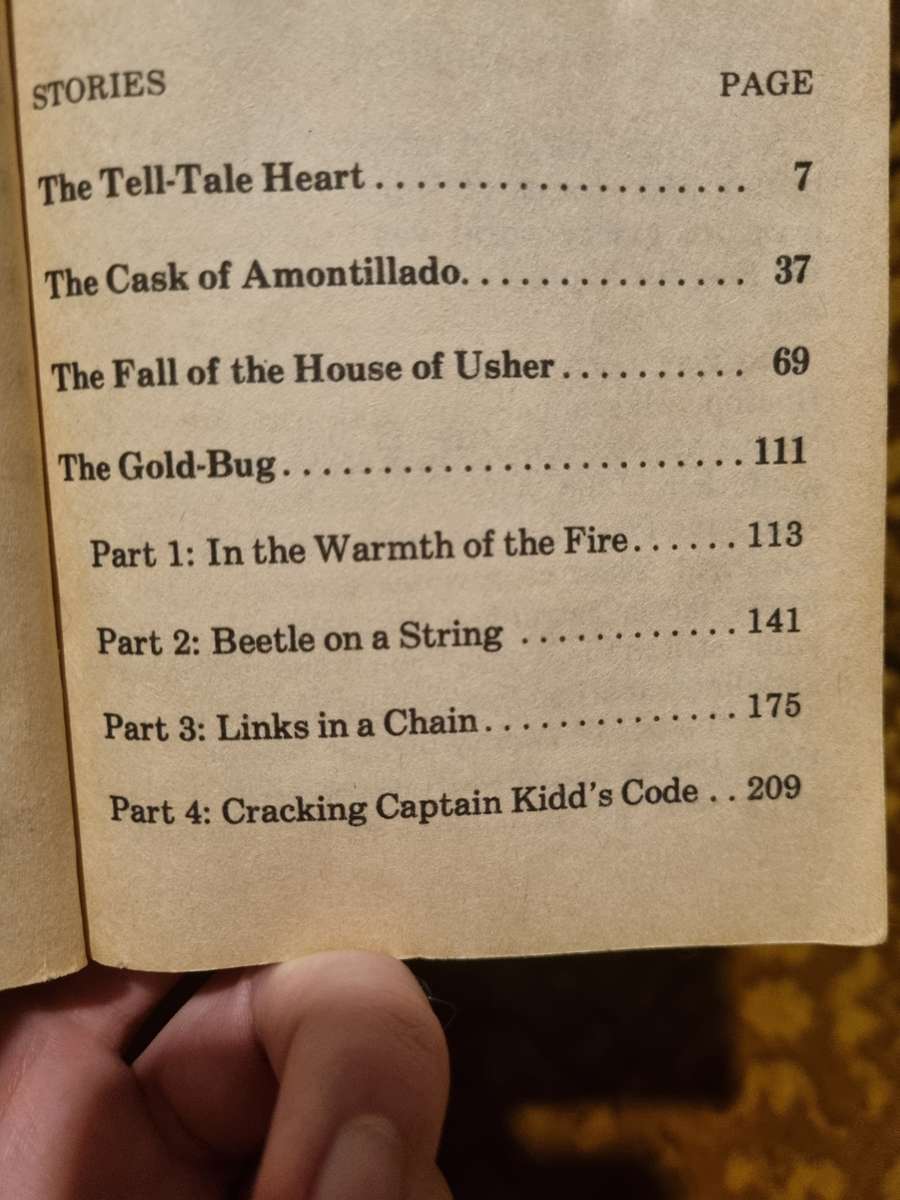 STORIES PAGE
The Tell-Tale Heart ................... 7
The Cask of Amontillado............... 37
The Fall of the House of Usher.......... 69
The Gold-Bug....................... 111
Part 1: In the Warmth of the Fire...... 113
Part 2: Beetle on a String ............ 141
Part 3: Links in a Chain.............. 175
Part 4: Cracking Captain Kidd's Code .. 209